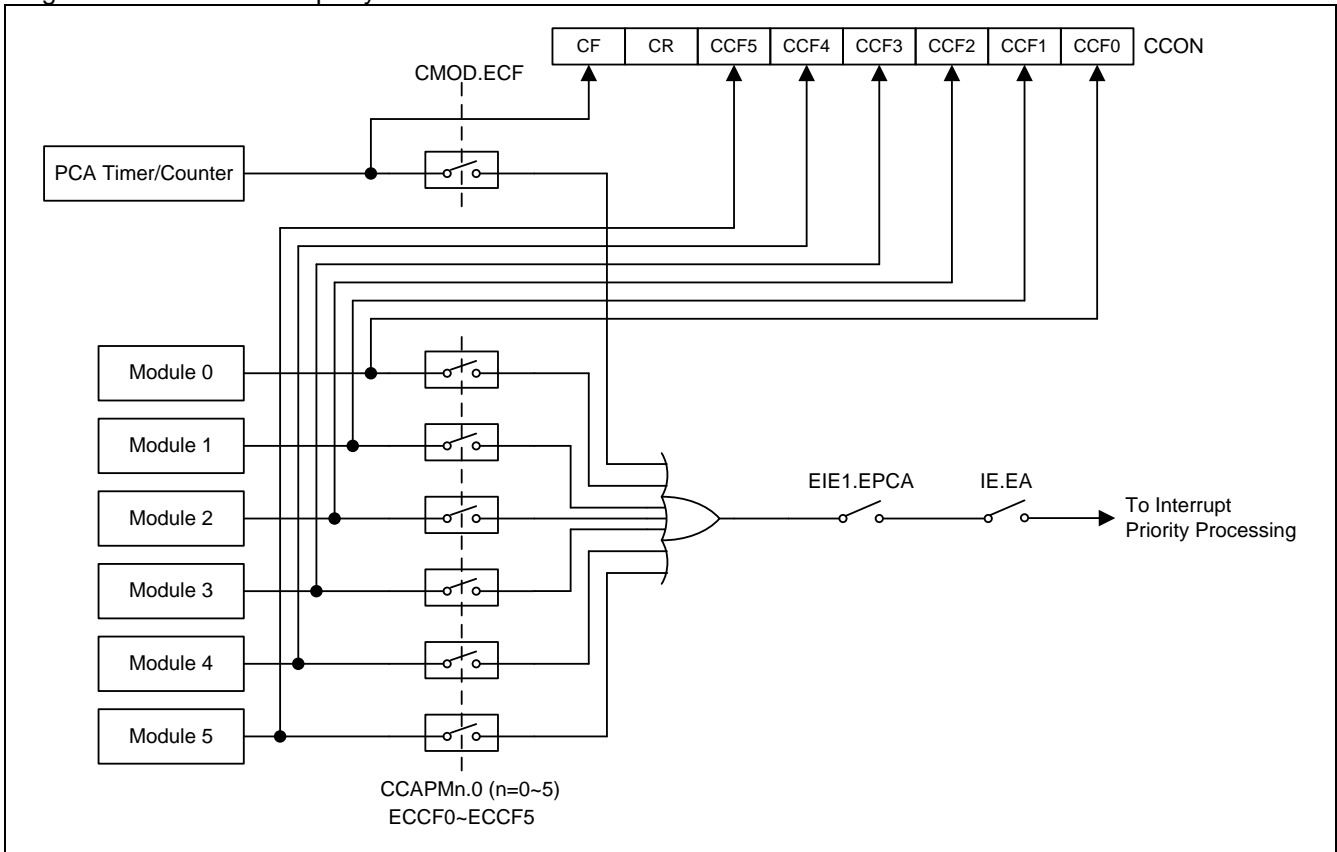 CF CR CCF5 CCF4 CCF3 CCF2 CCF1 CCF0 CCON
CMOD.ECF
PCA Timer/Counter
Module 0
Module 1
Module 2
Module 3
Module 4
Module 5
EIE1.EPCA
IE.EA
To Interrupt
Priority Processing
CCAPMn.0 (n=0~5)
ECCF0~ECCF5